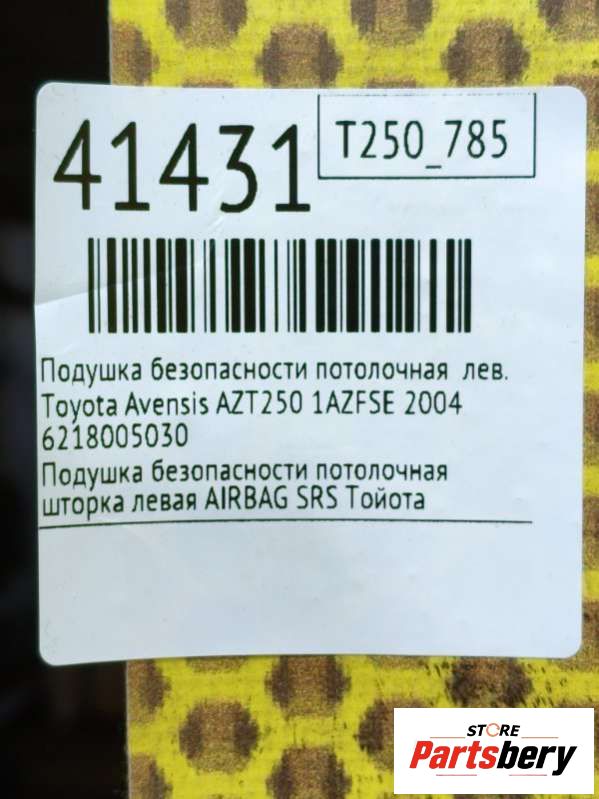 41431
T250_785
Подушка безопасности потолочная лев.
Toyota Avensis AZT250 1AZFSE 2004
6218005030
Подушка безопасности потолочная
шторка левая AIRBAG SRS Тойота
STORE
Partsbery